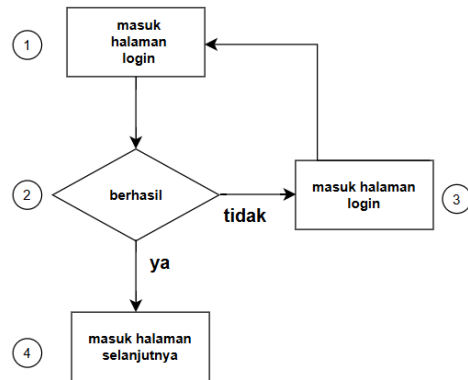 masuk
halaman
login
1
2
berhasil
tidak
masuk halaman
login
3
ya
masuk halaman
selanjutnya
4